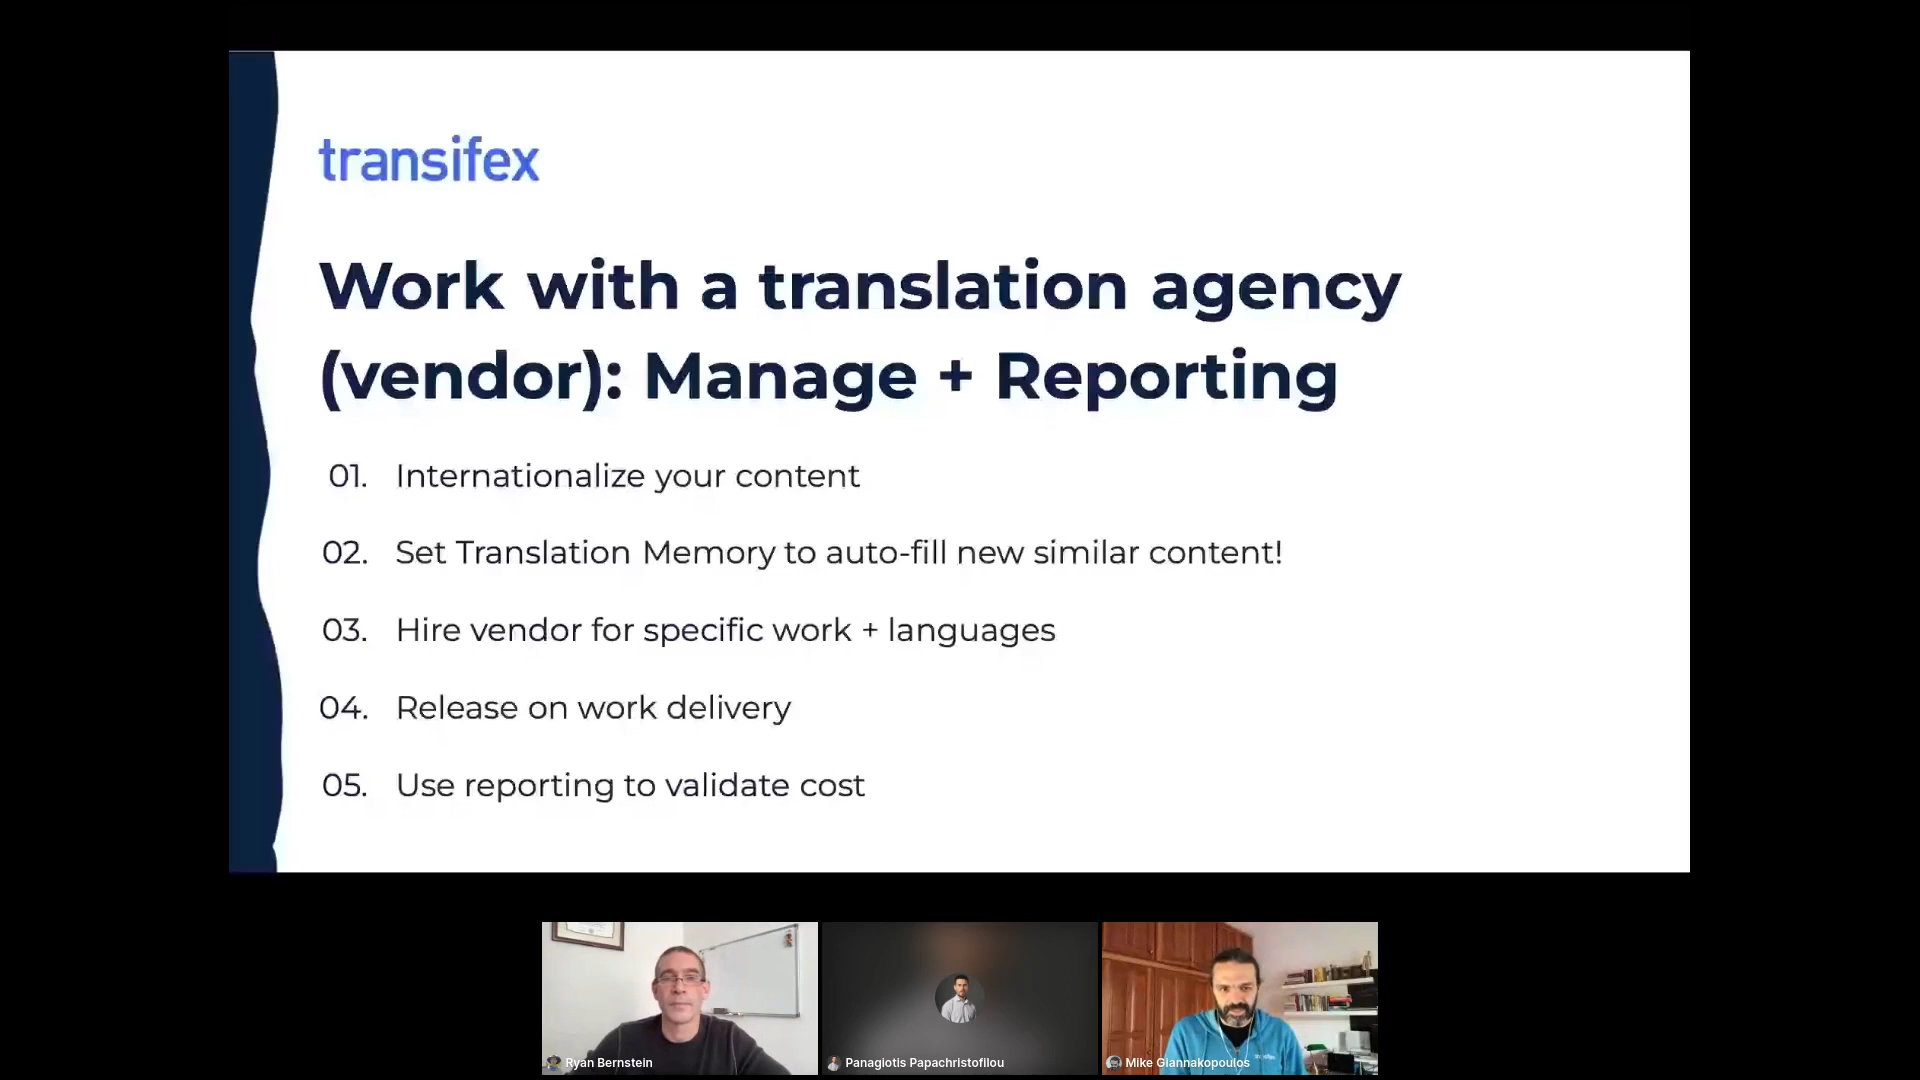 transifex
Work with a translation agency
(vendor): Manage + Reporting
01. Internationalize your content
02. Set Translation Memory to auto-fill new similar content!
03. Hire vendor for specific work + languages
04. Release on work delivery
05. Use reporting to validate cost
Ryan Bernstein
Panagiotis Papachristofilou
Mike Giannakopoulos